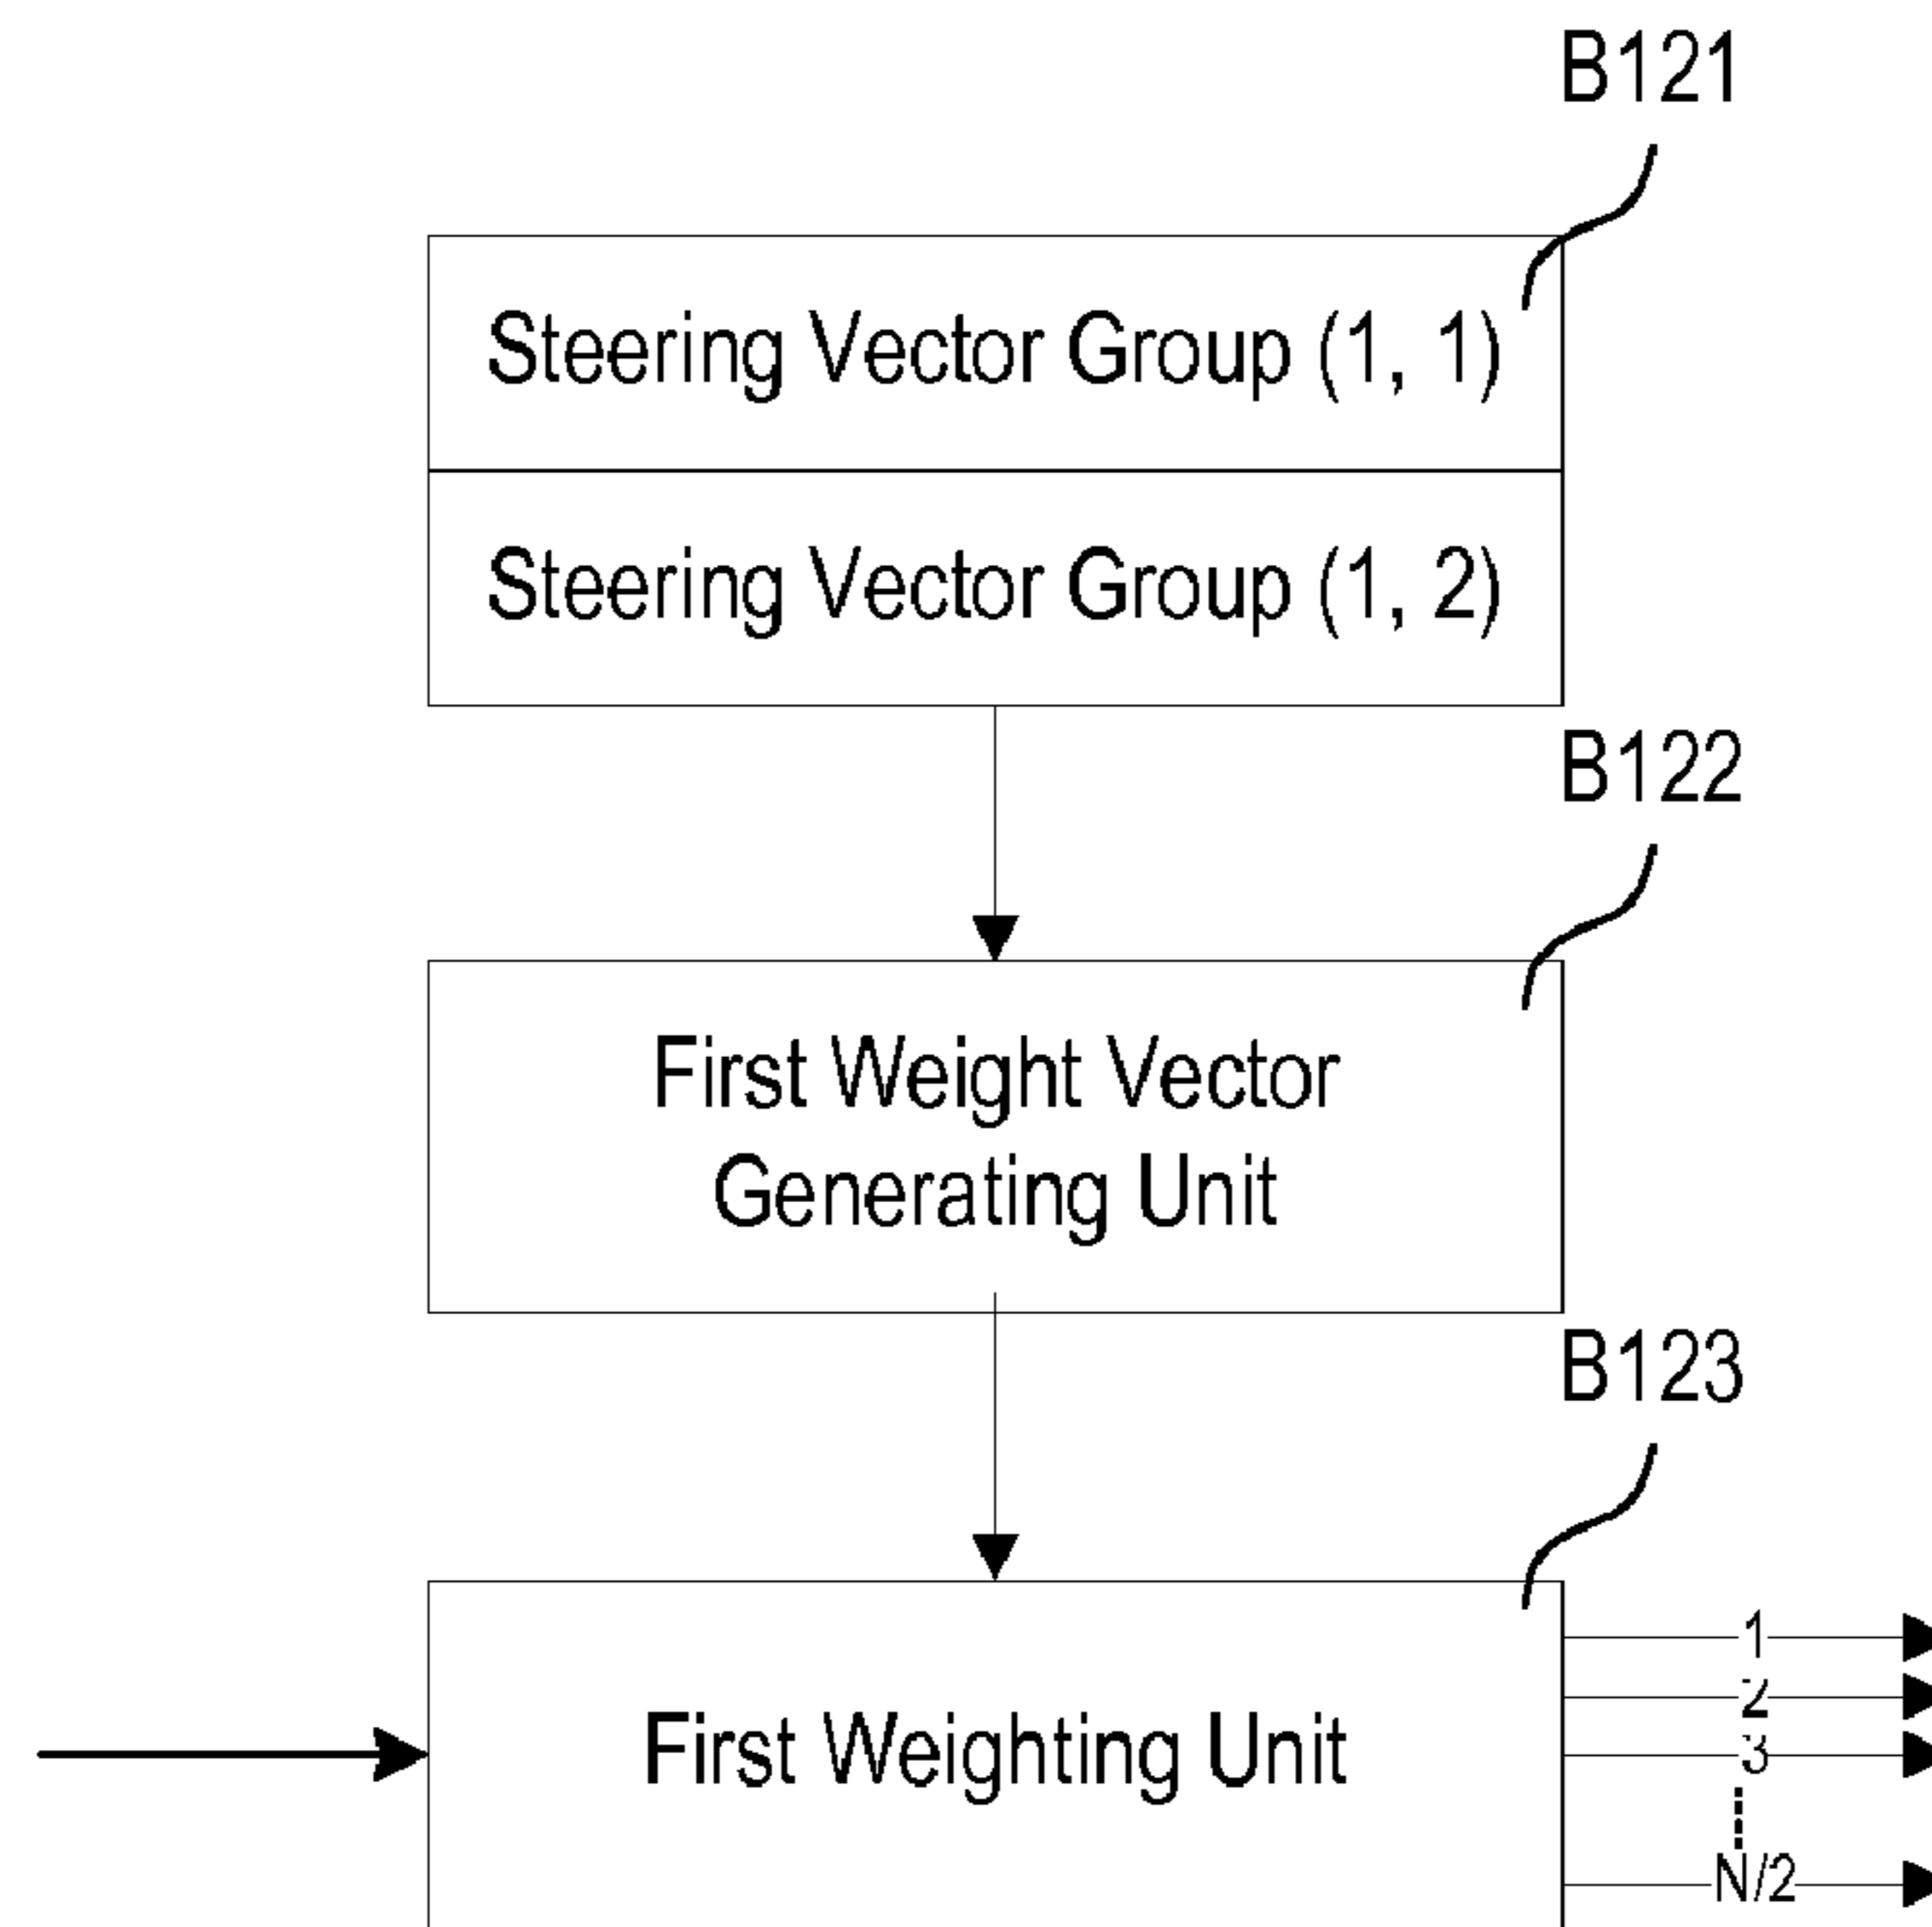 B121
Steering Vector Group (1, 1)
Steering Vector Group (1, 2)
B122
First Weight Vector
Generating Unit
B123
First Weighting Unit
1
2
3
N/2